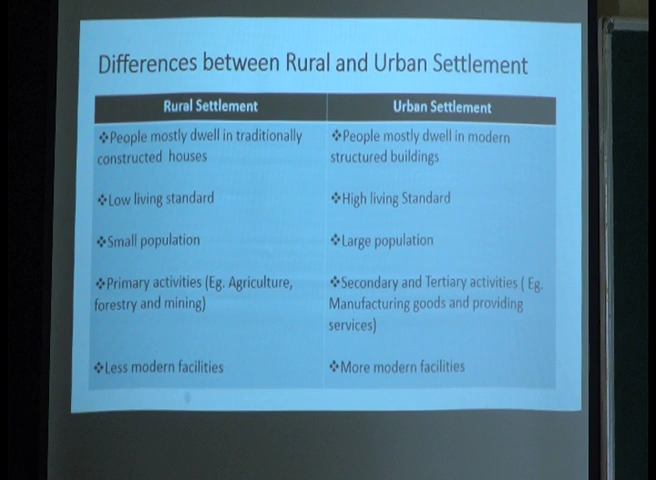 Differences between Rural and Urban Settlement
Rural Settlement
Urban Settlement
❖People mostly dwell in traditionally
constructed houses
❖People mostly dwell in modern
structured buildings
❖Low living standard
❖High living Standard
❖Small population
❖Large population
❖Primary activities (Eg. Agriculture,
forestry and mining)
❖Secondary and Tertiary activities ( Eg.
Manufacturing goods and providing
services)
❖Less modern facilities
❖More modern facilities